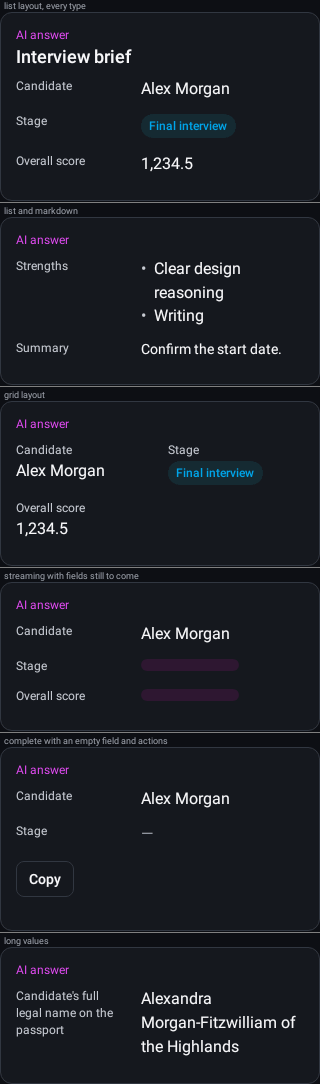 list layout, every type
AI answer
Interview brief
Candidate
Alex Morgan
Stage
Final interview
Overall score
1,234.5
list and markdown
AI answer
Strengths
• Clear design
reasoning
• Writing
Summary
Confirm the start date.
grid layout
AI answer
Candidate
Stage
Alex Morgan
Final interview
Overall score
1,234.5
streaming with fields still to come
AI answer
Candidate
Alex Morgan
Stage
Overall score
complete with an empty field and actions
AI answer
Candidate
Alex Morgan
Stage
—
Copy
long values
AI answer
Candidate's full
legal name on the
passport
Alexandra
Morgan-Fitzwilliam of
the Highlands